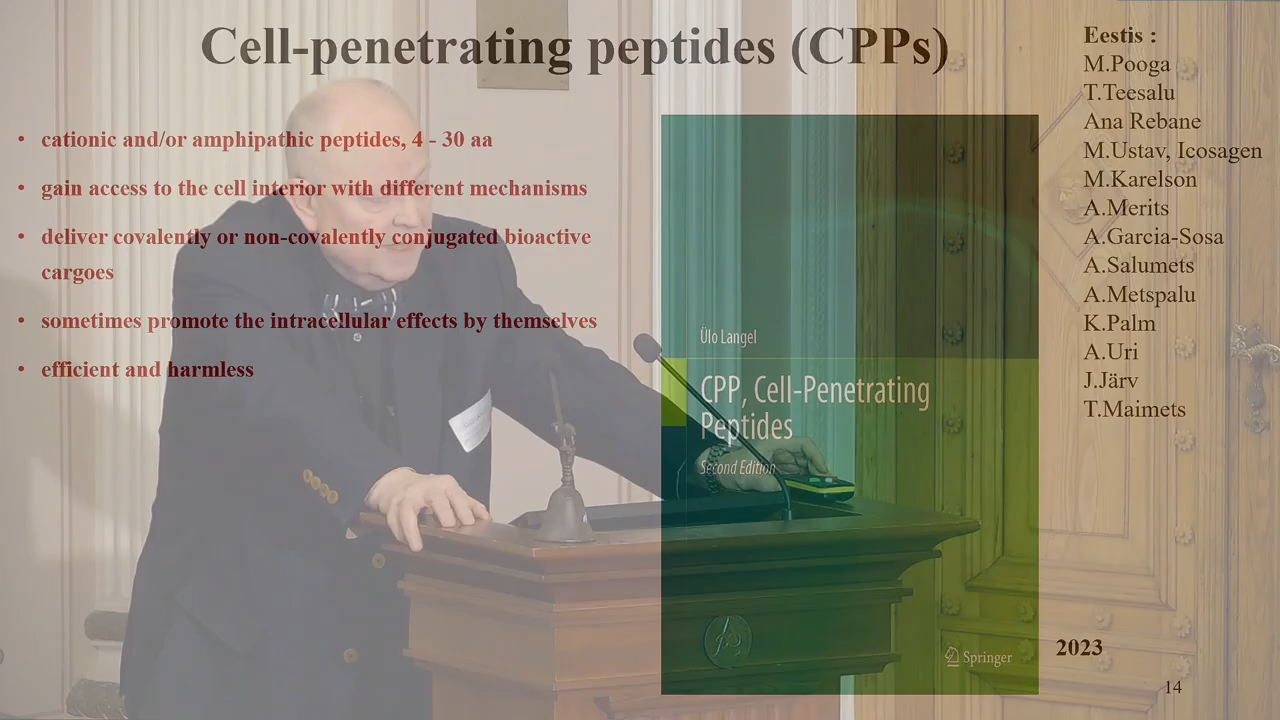 Cell-penetrating peptides (CPPs)
• cationic and/or amphipathic peptides, 4 - 30 aa
• gain access to the cell interior with different mechanisms
• deliver covalently or non-covalently conjugated bioactive
cargoes
• sometimes promote the intracellular effects by themselves
• efficient and harmless
Ülo Langel
CPP, Cell-Penetrating
Peptides
Second Edition
Springer
Eestis :
M.Pooga
T.Teesalu
Ana Rebane
M.Ustav, Icosagen
M.Karelson
A.Merits
A.Garcia-Sosa
A.Salumets
A.Metspalu
K.Palm
A.Uri
J.Järv
T.Maimets
2023
14